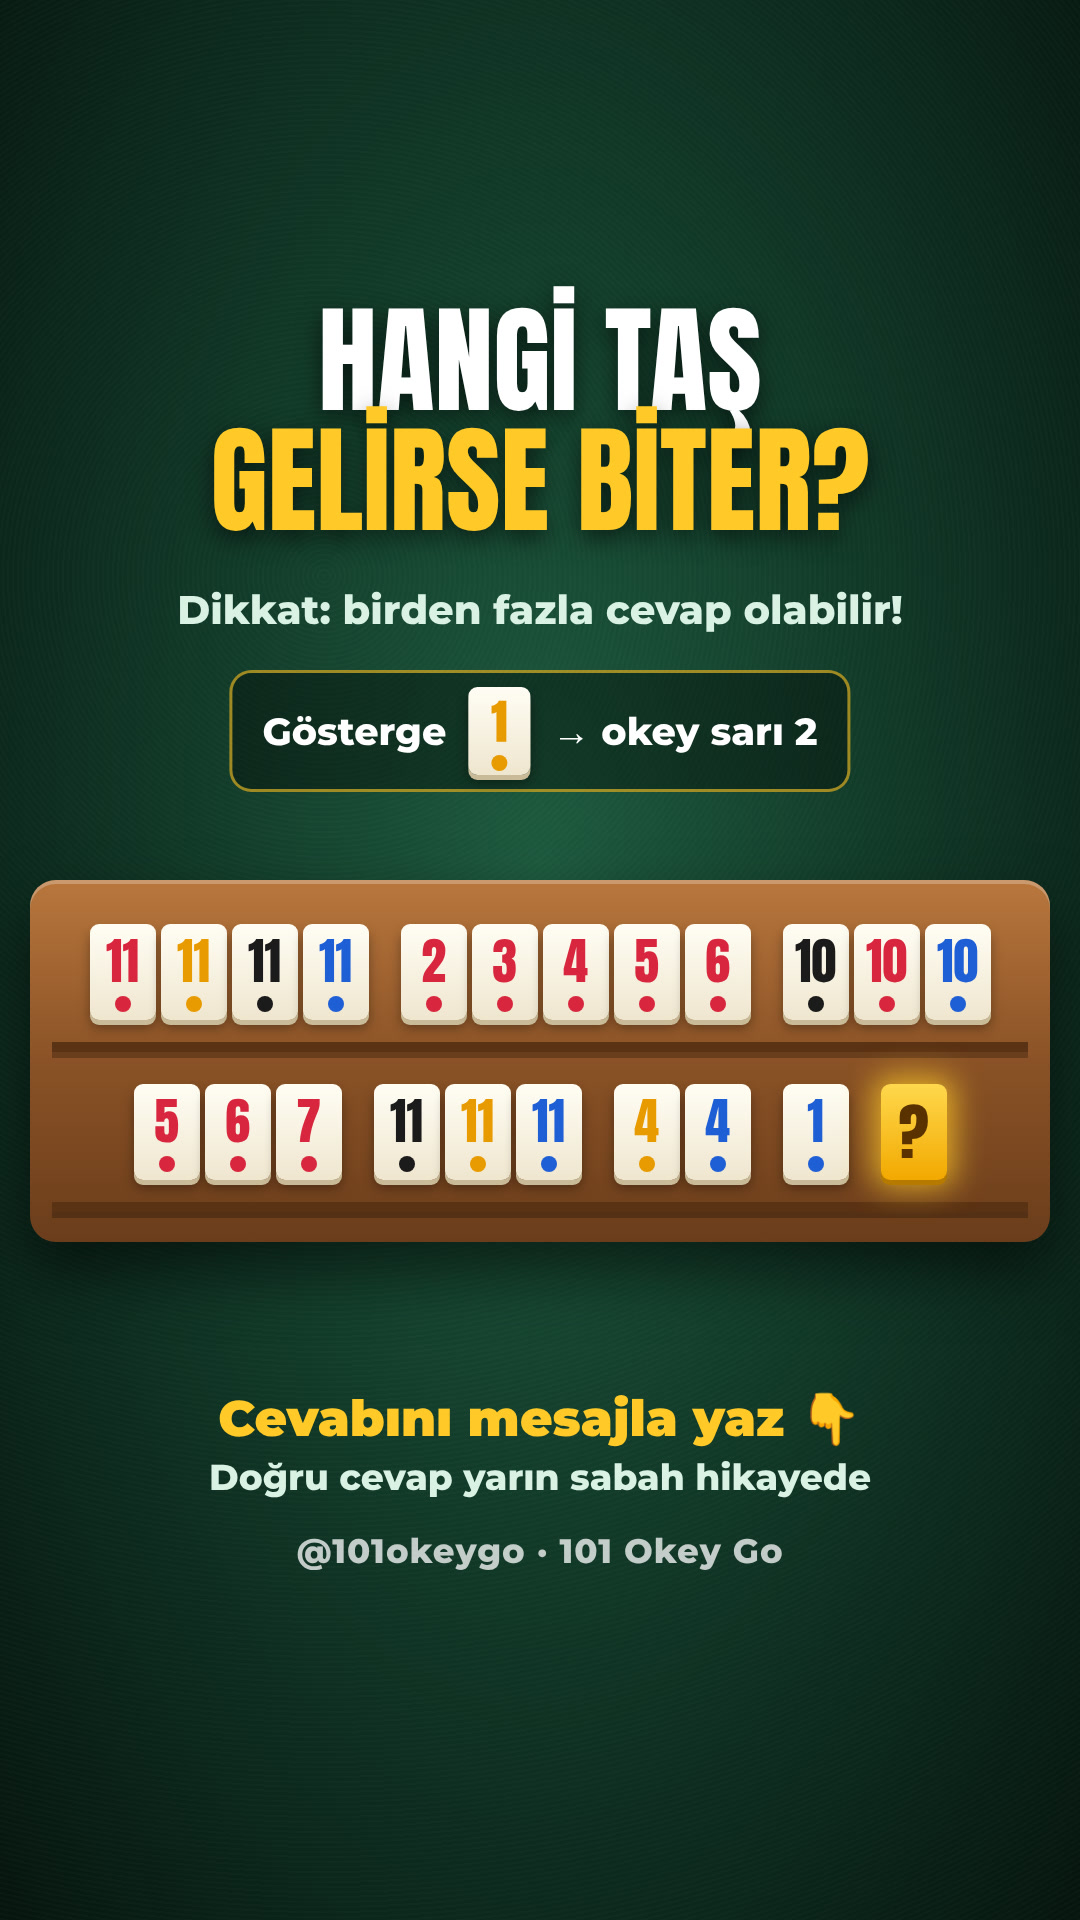 HANGİ TAŞ
GELİRSE BİTER?
Dikkat: birden fazla cevap olabilir!
Gösterge 1 → okey sarı 2
11 11 11 11 2 3 4 5 6 10 10 10
5 6 7 11 11 11 4 4 1 ?
Cevabını mesajla yaz 👇
Doğru cevap yarın sabah hikayede
@101okeygo · 101 Okey Go